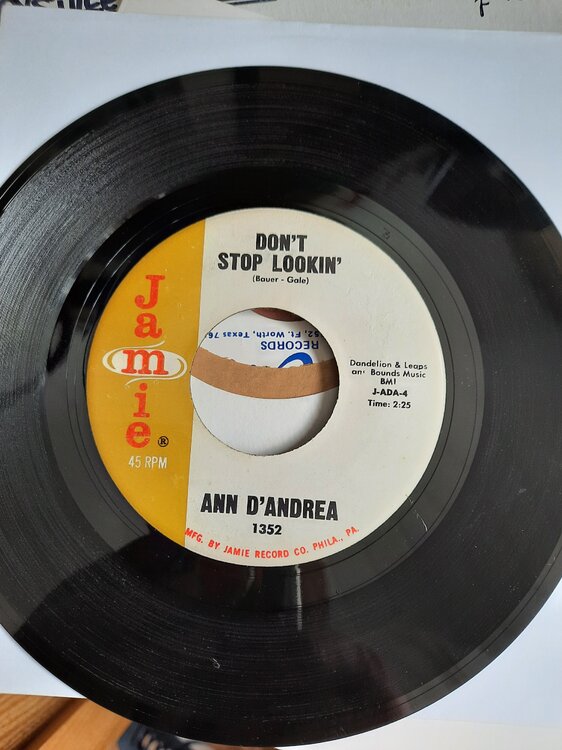 DON'T
STOP LOOKIN'
(Bauer - Gale)
Jamie®
45 RPM
RECORDS
Ft. Worth, Texas 76
Dandelion & Leaps
an' Bounds Music
BMI
J-ADA-4
Time: 2:25
ANN D'ANDREA
1352
MFG. BY JAMIE RECORD CO. PHILA., PA.